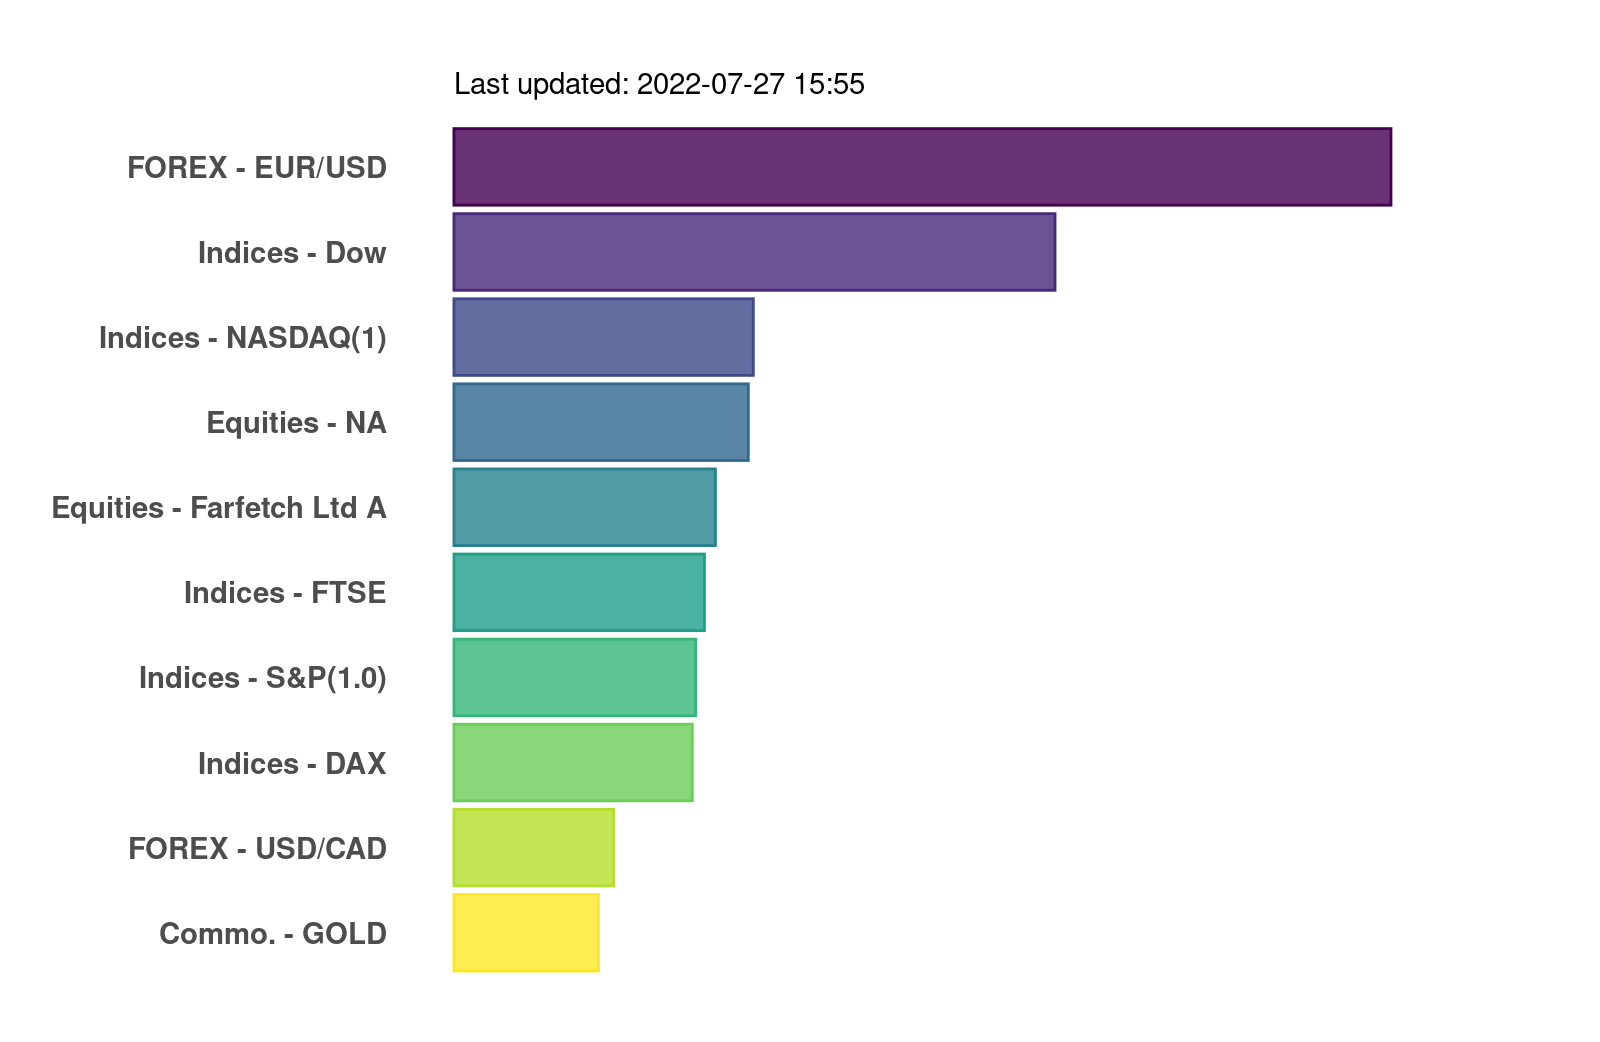 Last updated: 2022-07-27 15:55
FOREX - EUR/USD
Indices - Dow
Indices - NASDAQ(1)
Equities - NA
Equities - Farfetch Ltd A
Indices - FTSE
Indices - S&P(1.0)
Indices - DAX
FOREX - USD/CAD
Commo. - GOLD